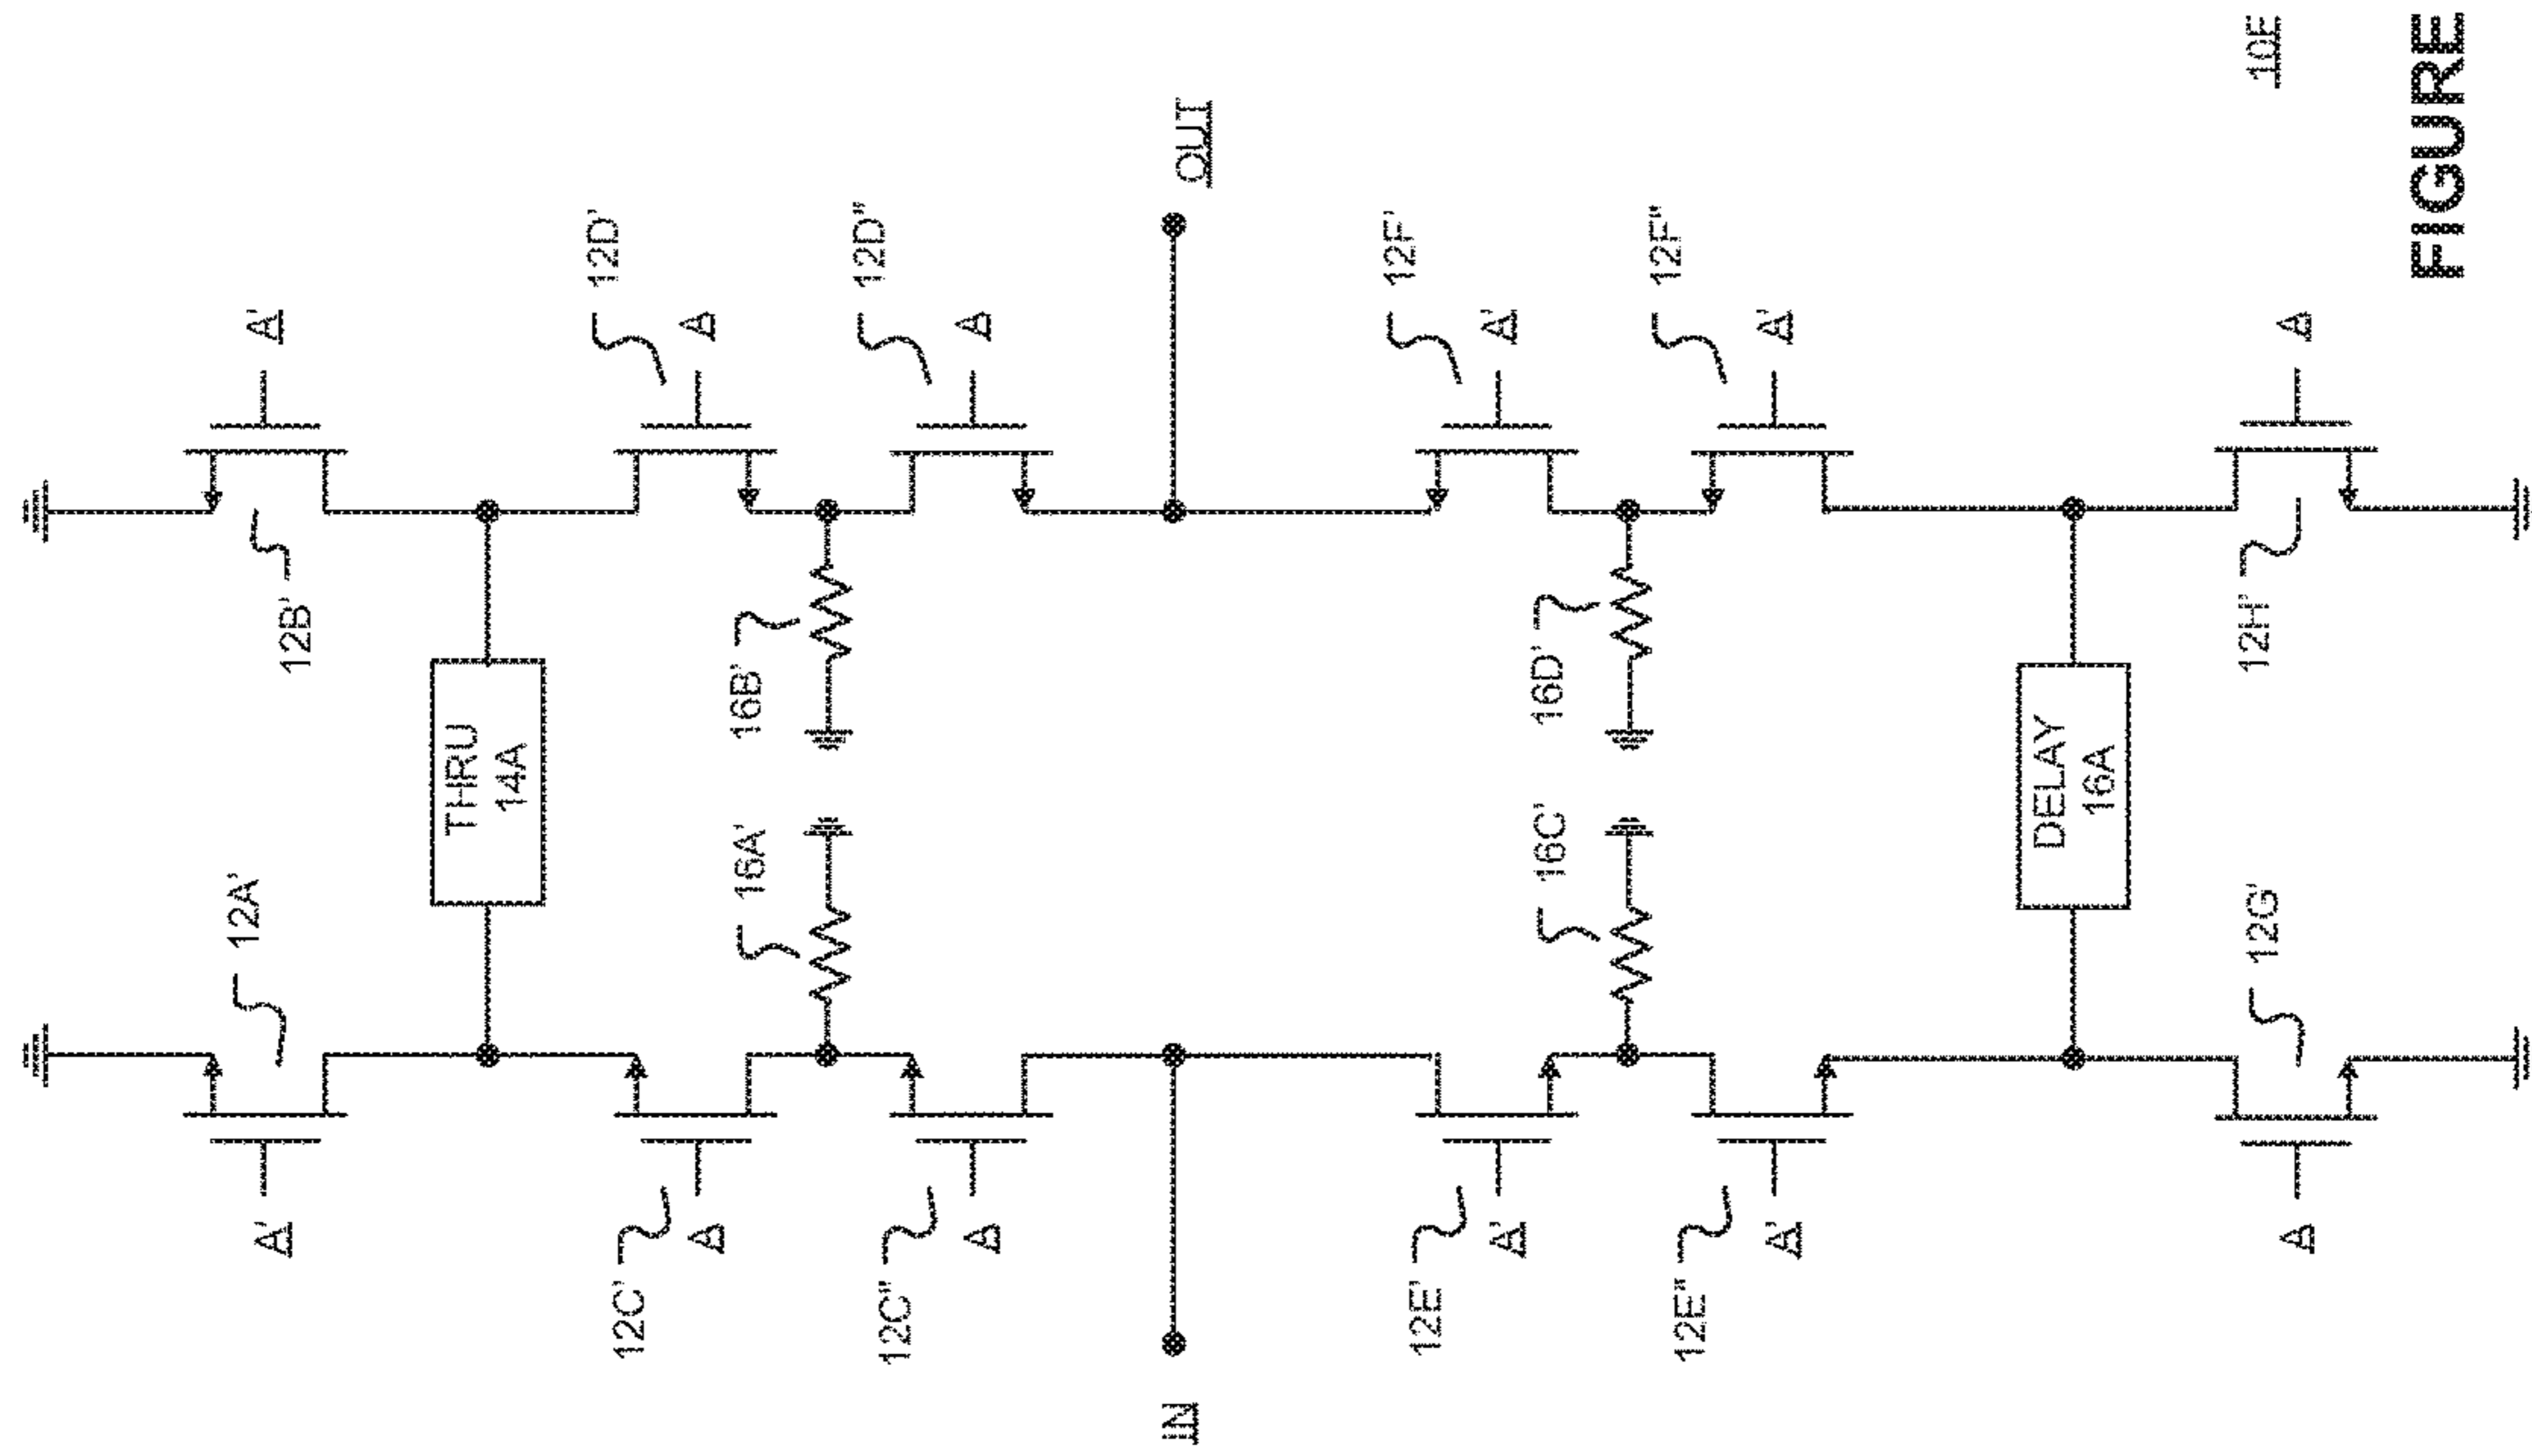 A'
12A'
12B'
A'
THRU
14A
12C'
A
12D'
A
16A'
16B'
12C"
A
12D"
A
IN
OUT
12E'
A'
12F'
A'
16C'
16D'
12E"
A'
12F"
A'
DELAY
16A
A
12G'
12H'
A
10E
FIGURE